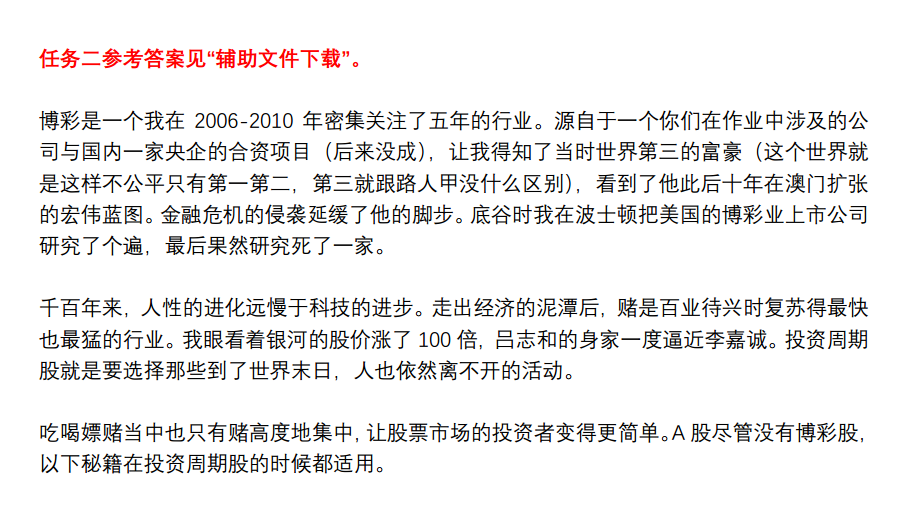 任务二参考答案见“辅助文件下载”。
博彩是一个我在 2006-2010 年密集关注了五年的行业。源自于一个你们在作业中涉及的公
司与国内一家央企的合资项目（后来没成），让我得知了当时世界第三的富豪（这个世界就
是这样不公平只有第一第二，第三就跟路人甲没什么区别），看到了他此后十年在澳门扩张
的宏伟蓝图。金融危机的侵袭延缓了他的脚步。底谷时我在波士顿把美国的博彩业上市公司
研究了个遍，最后果然研究死了一家。
千百年来，人性的进化远慢于科技的进步。走出经济的泥潭后，赌是百业待兴时复苏得最快
也最猛的行业。我眼看着银河的股价涨了 100 倍，吕志和的身家一度逼近李嘉诚。投资周期
股就是要选择那些到了世界末日，人也依然离不开的活动。
吃喝嫖赌当中也只有赌高度地集中，让股票市场的投资者变得更简单。A 股尽管没有博彩股，
以下秘籍在投资周期股的时候都适用。